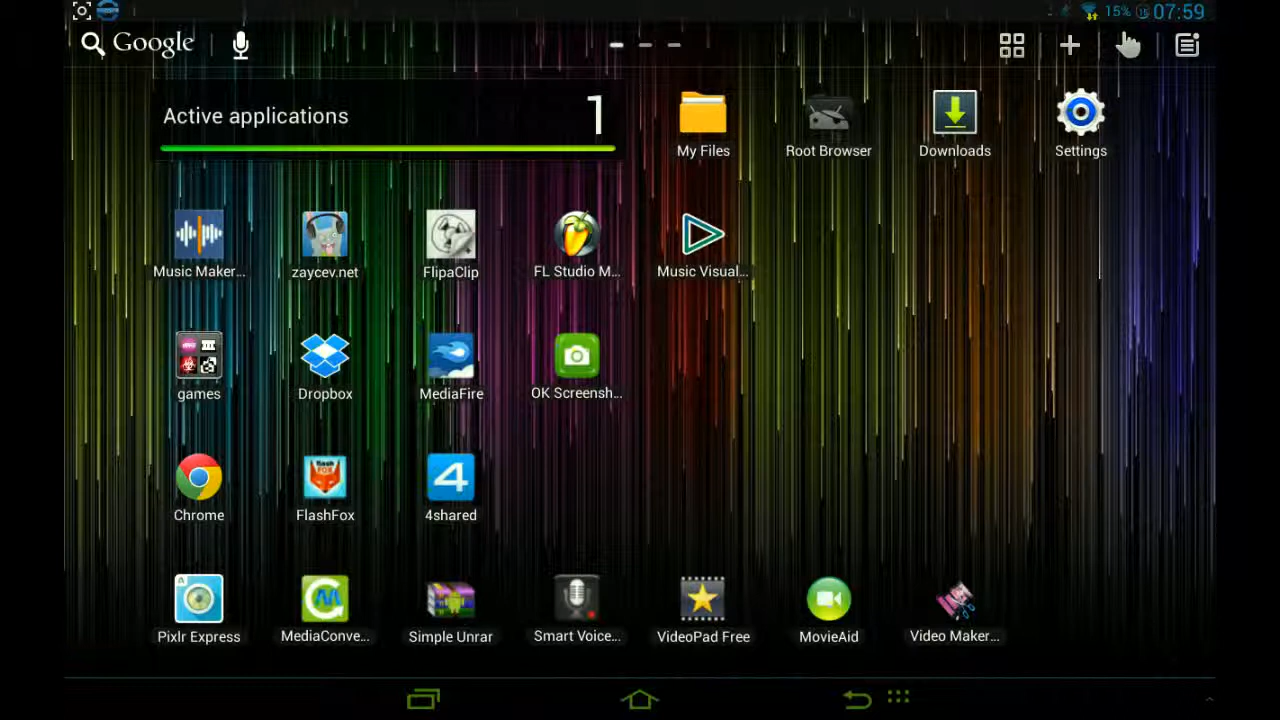 15% 07:59
Google
Active applications 1
My Files Root Browser Downloads Settings
Music Maker... zaycev.net FlipaClip FL Studio M... Music Visual...
games Dropbox MediaFire OK Screensh...
Chrome FlashFox 4shared
Pixlr Express MediaConve... Simple Unrar Smart Voice... VideoPad Free MovieAid Video Maker...